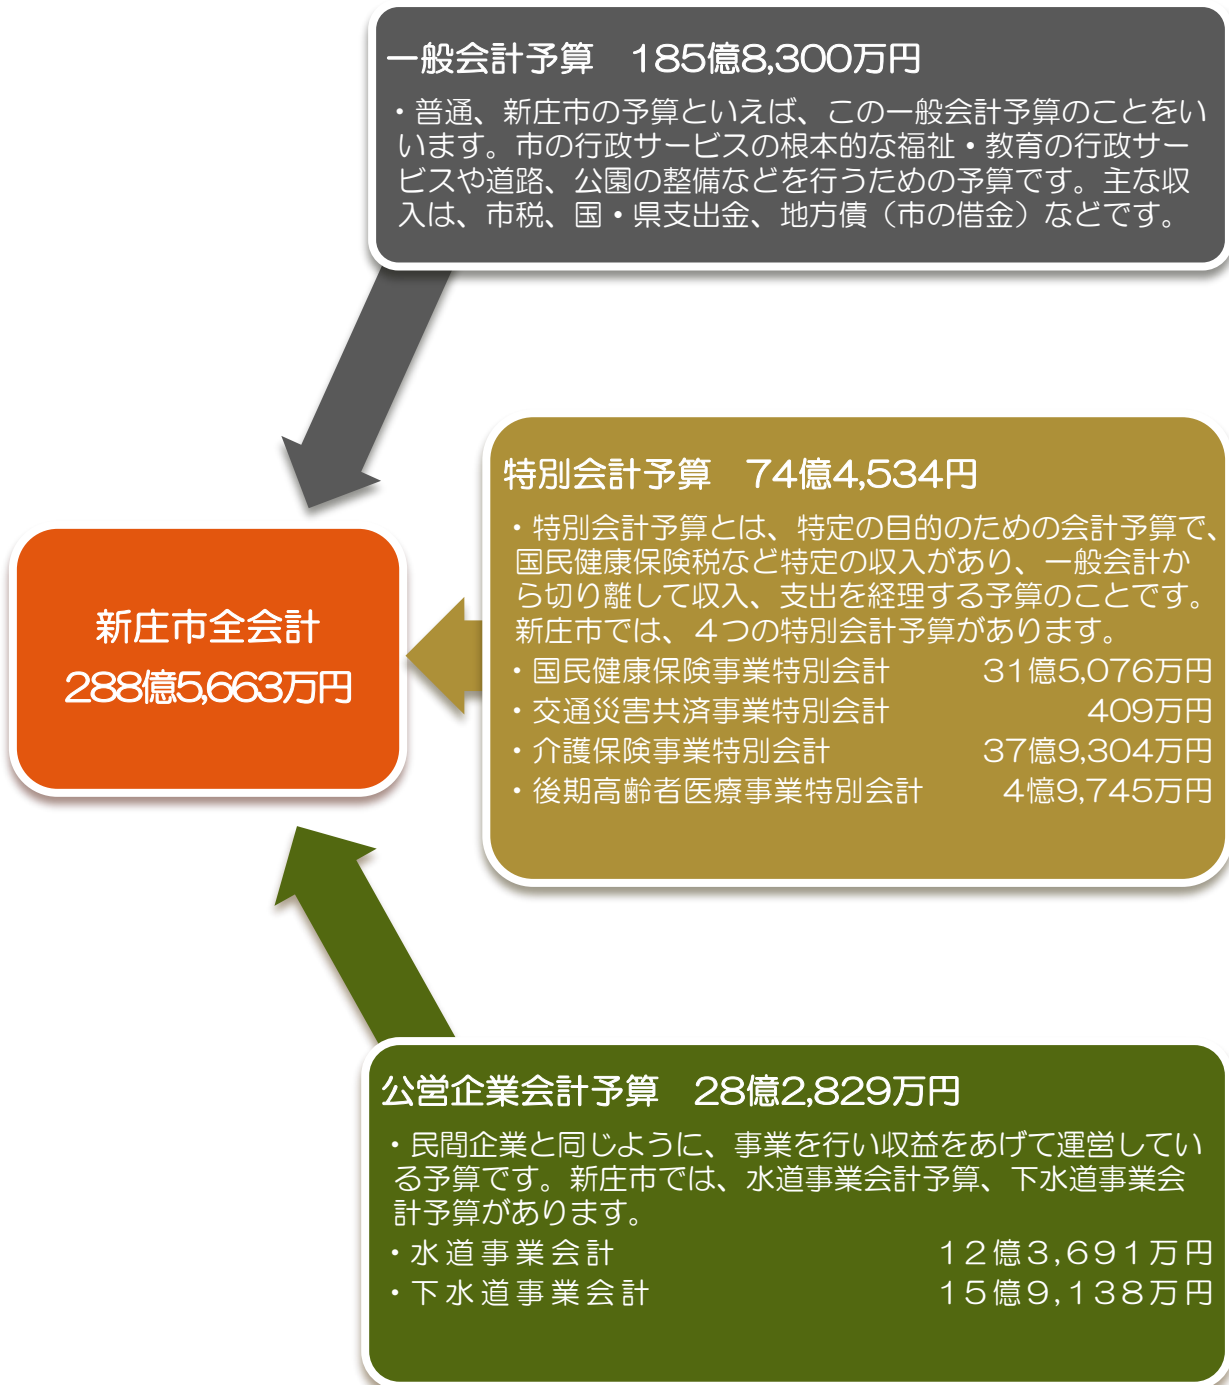 一般会計予算　185億8,300万円
・普通、新庄市の予算といえば、この一般会計予算のことをい
います。市の行政サービスの根本的な福祉・教育の行政サー
ビスや道路、公園の整備などを行うための予算です。主な収
入は、市税、国・県支出金、地方債（市の借金）などです。
特別会計予算　74億4,534円
・特別会計予算とは、特定の目的のための会計予算で、
国民健康保険税など特定の収入があり、一般会計か
ら切り離して収入、支出を経理する予算のことです。
新庄市では、４つの特別会計予算があります。
・国民健康保険事業特別会計　31億5,076万円
・交通災害共済事業特別会計　409万円
・介護保険事業特別会計　37億9,304万円
・後期高齢者医療事業特別会計　4憶9,745万円
新庄市全会計
288億5,663万円
公営企業会計予算　28億2,829万円
・民間企業と同じように、事業を行い収益をあげて運営してい
る予算です。新庄市では、水道事業会計予算、下水道事業会
計予算があります。
・水道事業会計　12億3,691万円
・下水道事業会計　15億9,138万円